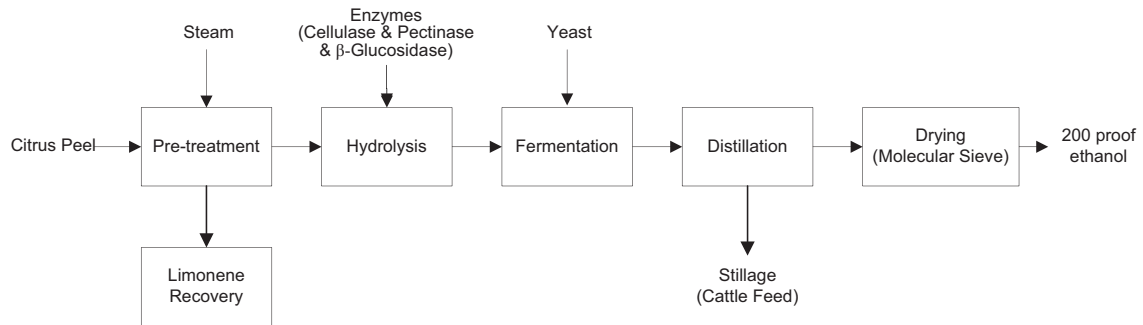 Steam
Enzymes
(Cellulase & Pectinase
& β-Glucosidase)
Yeast
Citrus Peel
Pre-treatment
Hydrolysis
Fermentation
Distillation
Drying
(Molecular Sieve)
200 proof
ethanol
Limonene
Recovery
Stillage
(Cattle Feed)